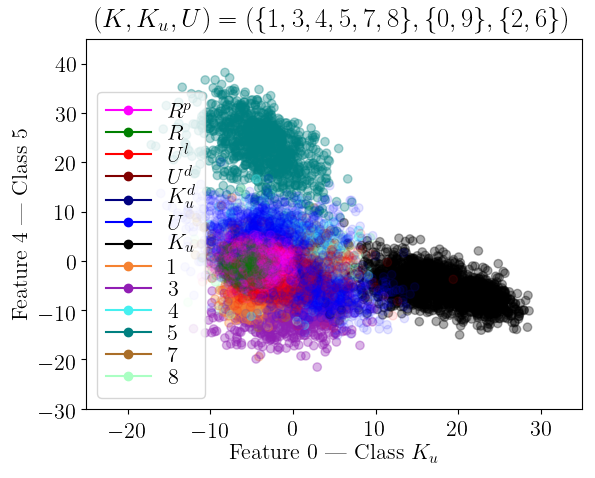 (K, K_u, U) = ({1, 3, 4, 5, 7, 8}, {0, 9}, {2, 6})
40
30
20
10
0
−10
−20
−30
Feature 4 — Class 5
R^p
R
U^l
U^d
K_u^d
U
K_u
1
3
4
5
7
8
−20
−10
0
10
20
30
Feature 0 — Class K_u